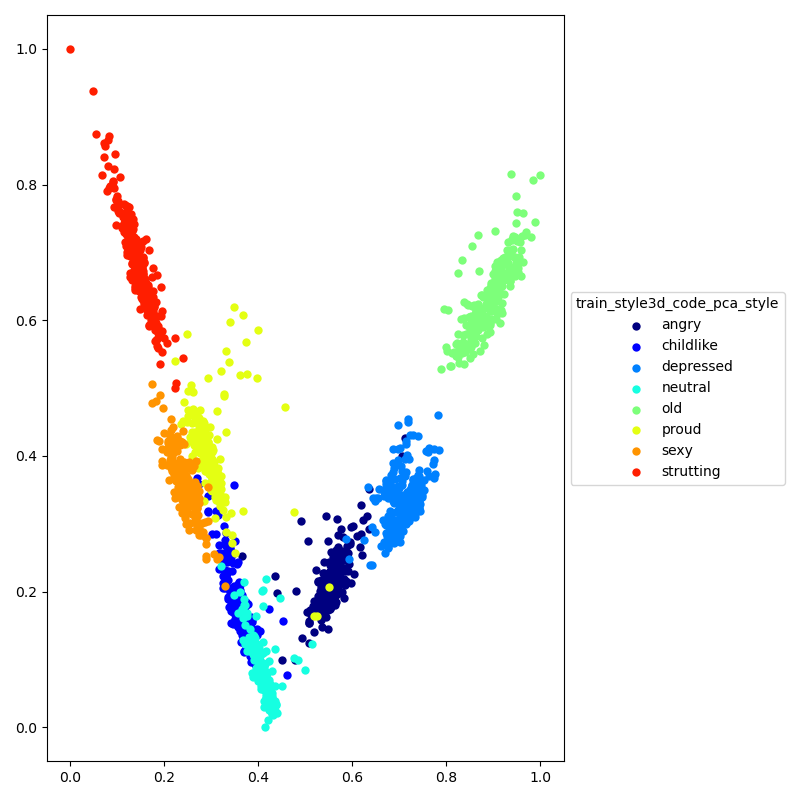 1.0
0.8
0.6
0.4
0.2
0.0
0.0 0.2 0.4 0.6 0.8 1.0
train_style3d_code_pca_style
angry
childlike
depressed
neutral
old
proud
sexy
strutting